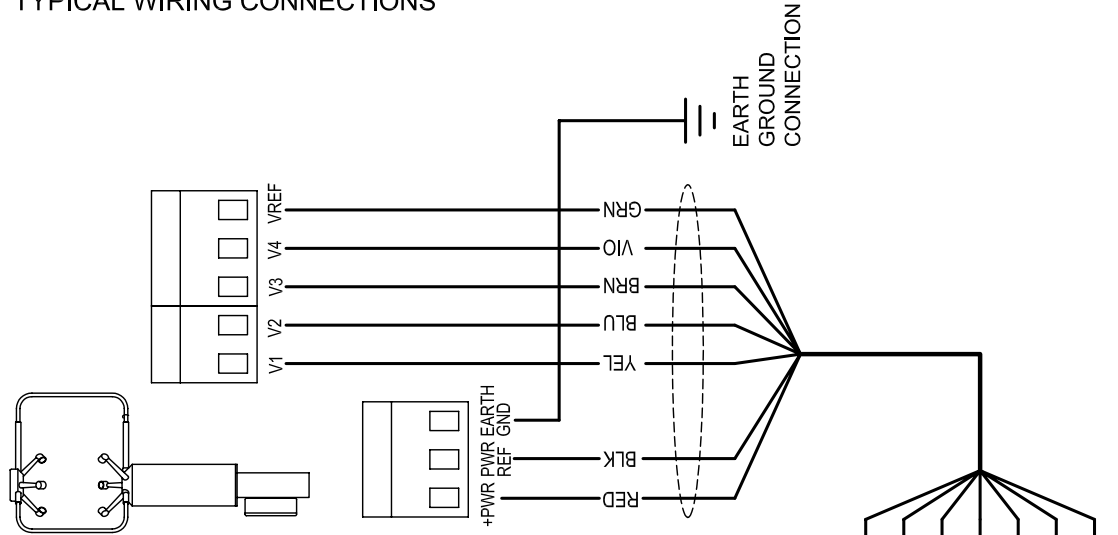 TYPICAL WIRING CONNECTIONS
EARTH
GROUND
CONNECTION
VREF
GRN
V4
VIO
V3
BRN
V2
BLU
V1
YEL
EARTH
GND
PWR
REF
BLK
+PWR
RED